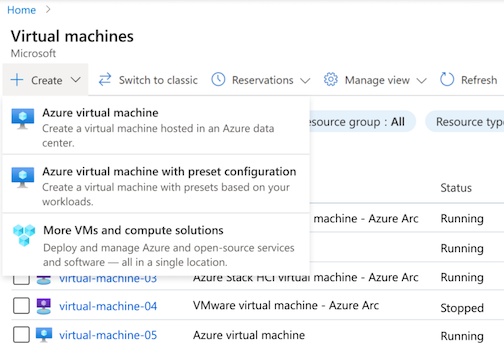 Home
Virtual machines
Microsoft
Create Switch to classic Reservations Manage view Refresh
Azure virtual machine
Create a virtual machine hosted in an Azure data
center.
Azure virtual machine with preset configuration
Create a virtual machine with presets based on your
workloads.
More VMs and compute solutions
Deploy and manage Azure and open-source services
and software — all in a single location.
group : All
Resource
Status
machine - Azure Arc Running
Running
virtual-machine-03 Azure Stack HCI virtual machine - Azure Arc Running
virtual-machine-04 VMware virtual machine - Azure Arc Stopped
virtual-machine-05 Azure virtual machine Running